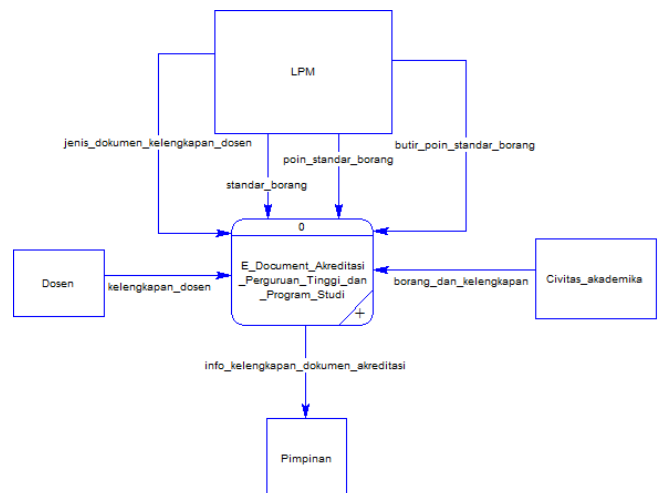 LPM
jenis_dokumen_kelengkapan_dosen
butir_poin_standar_borang
poin_standar_borang
standar_borang
0
E_Document_Akreditasi
_Perguruan_Tinggi_dan
_Program_Studi
+
Dosen
kelengkapan_dosen
borang_dan_kelengkapan
Civitas_akademika
info_kelengkapan_dokumen_akreditasi
Pimpinan